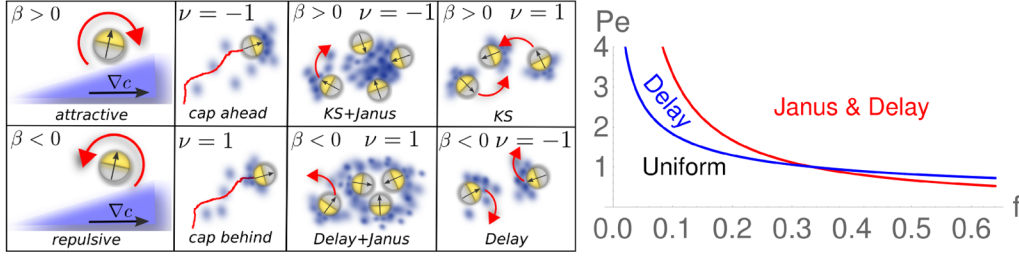 β > 0
∇c
attractive
ν = −1
cap ahead
β > 0 ν = −1
KS+Janus
β > 0 ν = 1
KS
β < 0
∇c
repulsive
ν = 1
cap behind
β < 0 ν = 1
Delay+Janus
β < 0 ν = −1
Delay
Pe
4
3
2
1
Delay
Uniform
Janus & Delay
0.0 0.1 0.2 0.3 0.4 0.5 0.6
f